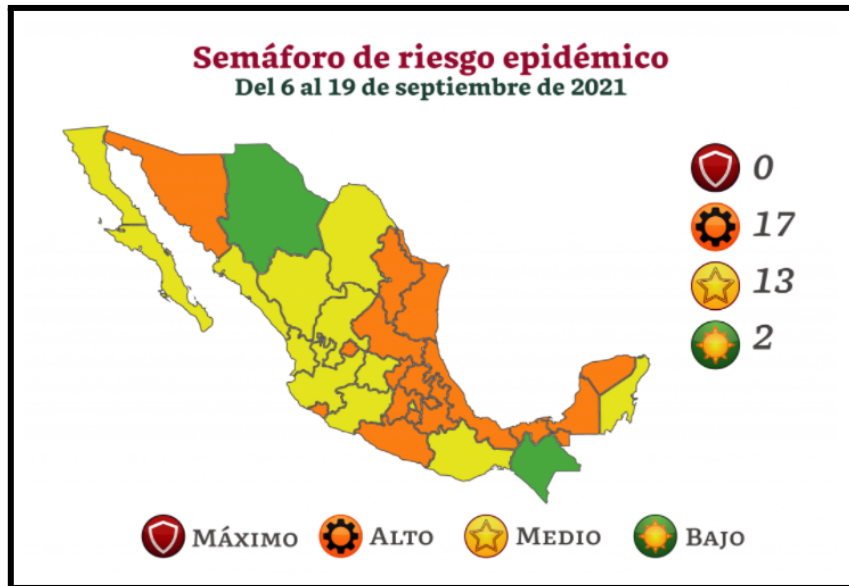 Semáforo de riesgo epidémico
Del 6 al 19 de septiembre de 2021
0
17
13
2
MÁXIMO
ALTO
MEDIO
BAJO